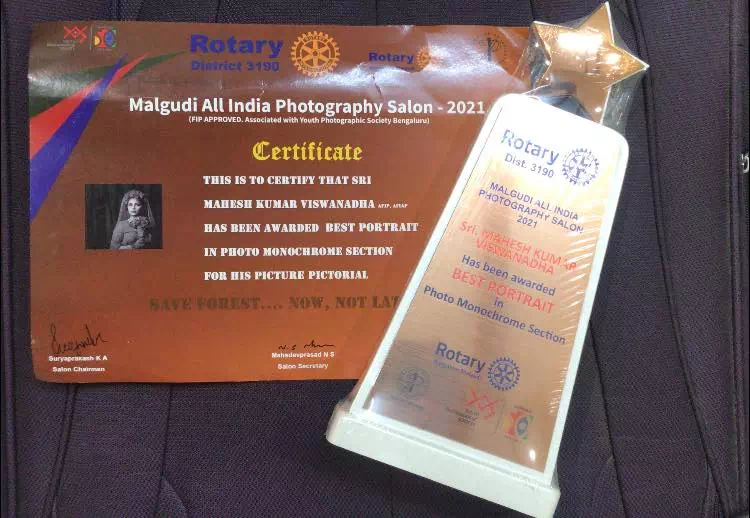 Rotary
District 3190
Rotary
Malgudi All India Photography Salon - 2021
(FIP APPROVED. Associated with Youth Photographic Society Bengaluru)
Certificate
THIS IS TO CERTIFY THAT SRI
MAHESH KUMAR VISWANADHA AFIP, AFIAP
HAS BEEN AWARDED BEST PORTRAIT
IN PHOTO MONOCHROME SECTION
FOR HIS PICTURE PICTORIAL
SAVE FOREST.... NOW, NOT LAT
Suryaprakash K A
Salon Chairman
N.S
Mahadevprasad N S
Salon Secretary
Rotary
Dist. 3190
MALGUDI ALL INDIA
PHOTOGRAPHY SALON
2021
Sri. MAHESH KUMAR
VISWANADHA
Has been awarded
BEST PORTRAIT
in
Photo Monochrome Section
Rotary